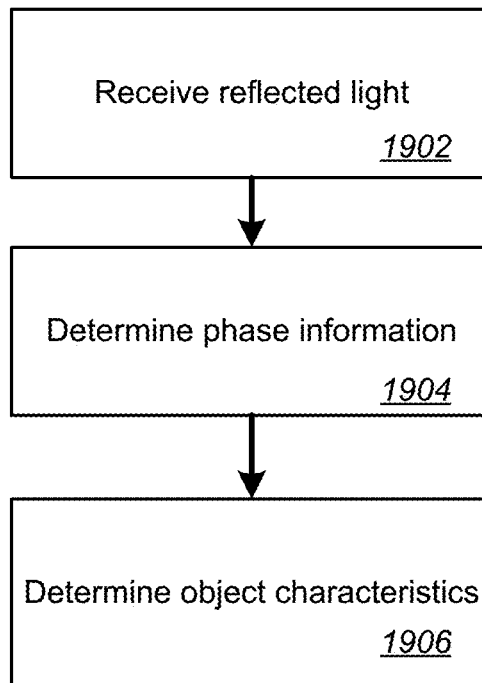 Receive reflected light
1902
Determine phase information
1904
Determine object characteristics
1906